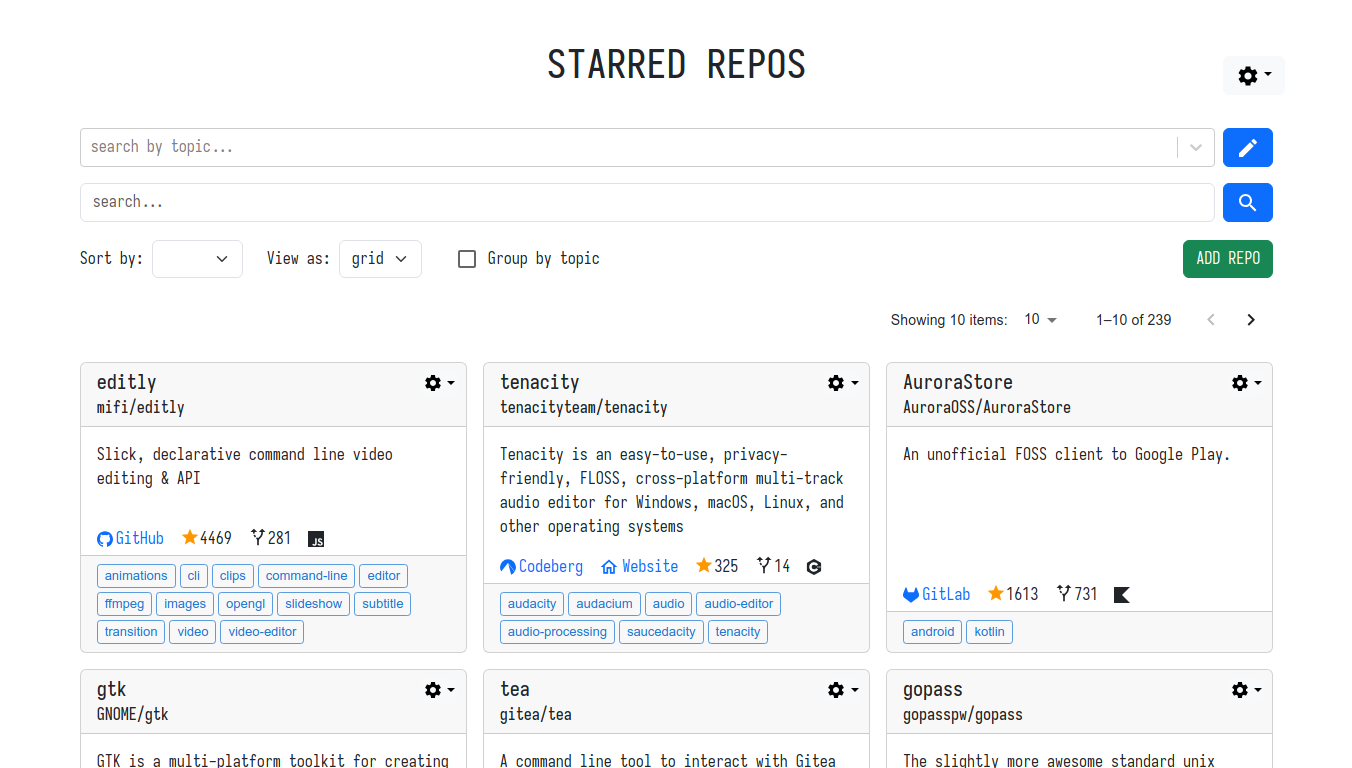 STARRED REPOS
search by topic...
search...
Sort by: View as: grid Group by topic ADD REPO
Showing 10 items: 10 1–10 of 239
editly
mifi/editly
Slick, declarative command line video
editing & API
GitHub 4469 281 JS
animations cli clips command-line editor
ffmpeg images opengl slideshow subtitle
transition video video-editor
tenacity
tenacityteam/tenacity
Tenacity is an easy-to-use, privacy-
friendly, FLOSS, cross-platform multi-track
audio editor for Windows, macOS, Linux, and
other operating systems
Codeberg Website 325 14 C
audacity audacium audio audio-editor
audio-processing saucedacity tenacity
AuroraStore
AuroraOSS/AuroraStore
An unofficial FOSS client to Google Play.
GitLab 1613 731
android kotlin
gtk
GNOME/gtk
GTK is a multi-platform toolkit for creating
tea
gitea/tea
A command line tool to interact with Gitea
gopass
gopasspw/gopass
The slightly more awesome standard unix